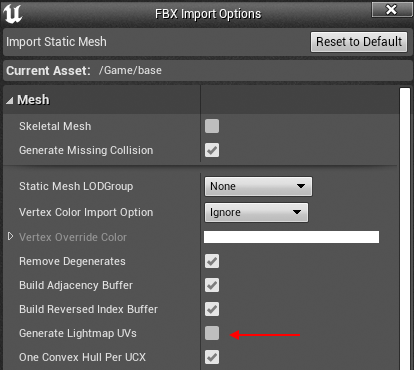 FBX Import Options
Import Static Mesh
Reset to Default
Current Asset: /Game/base
Mesh
Skeletal Mesh
Generate Missing Collision
Static Mesh LODGroup None
Vertex Color Import Option Ignore
Vertex Override Color
Remove Degenerates
Build Adjacency Buffer
Build Reversed Index Buffer
Generate Lightmap UVs
One Convex Hull Per UCX